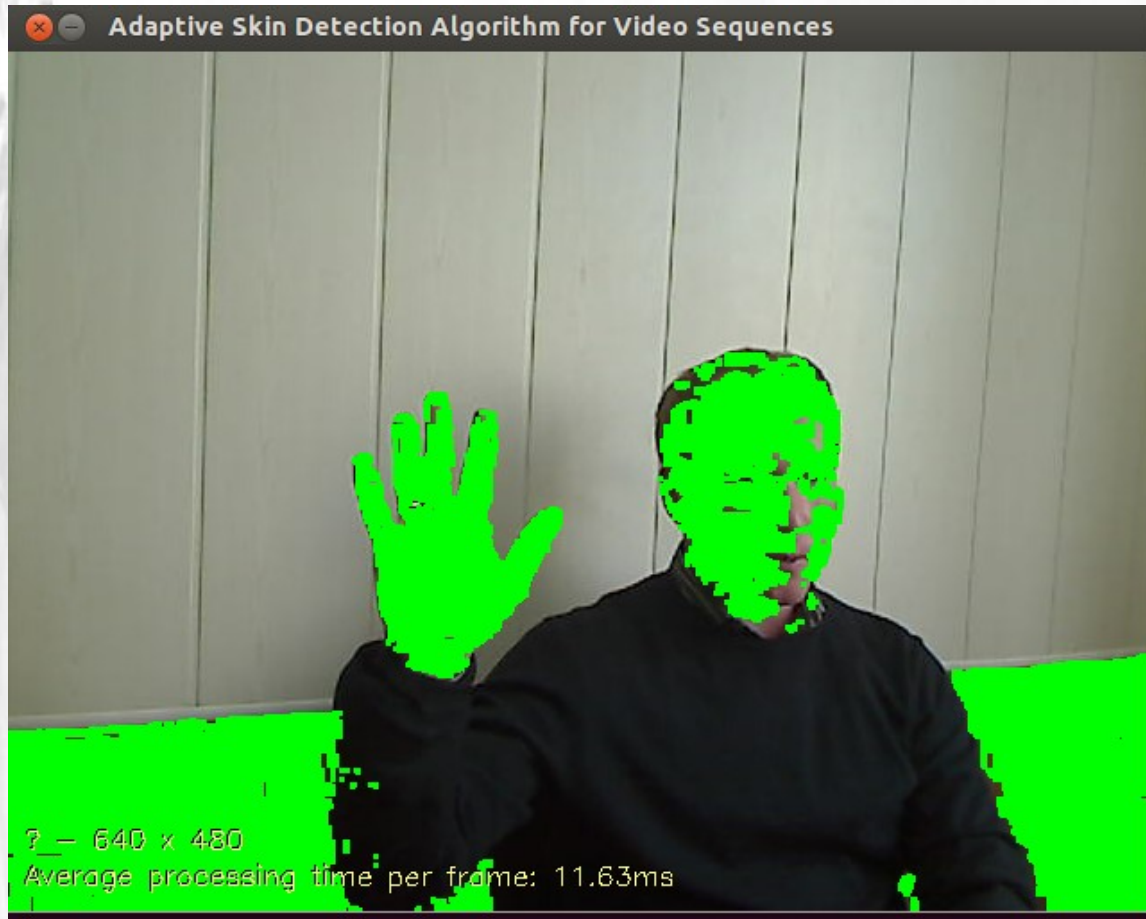 Adaptive Skin Detection Algorithm for Video Sequences
? - 640 x 480
Average processing time per frame: 11.63ms